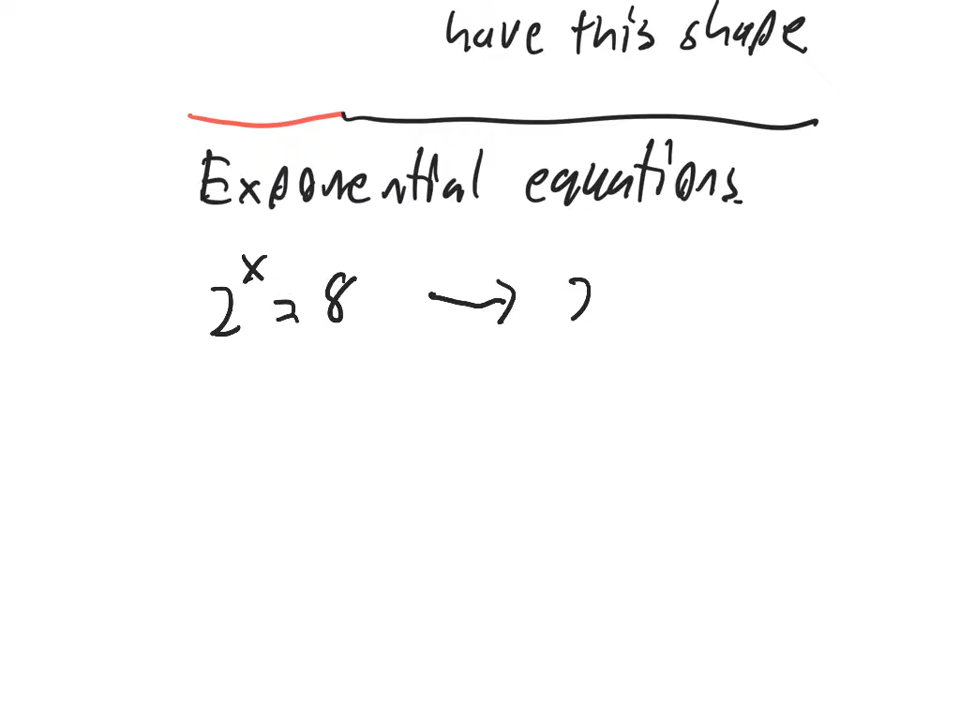 have this shape
Exponential equations
2^x = 8 →